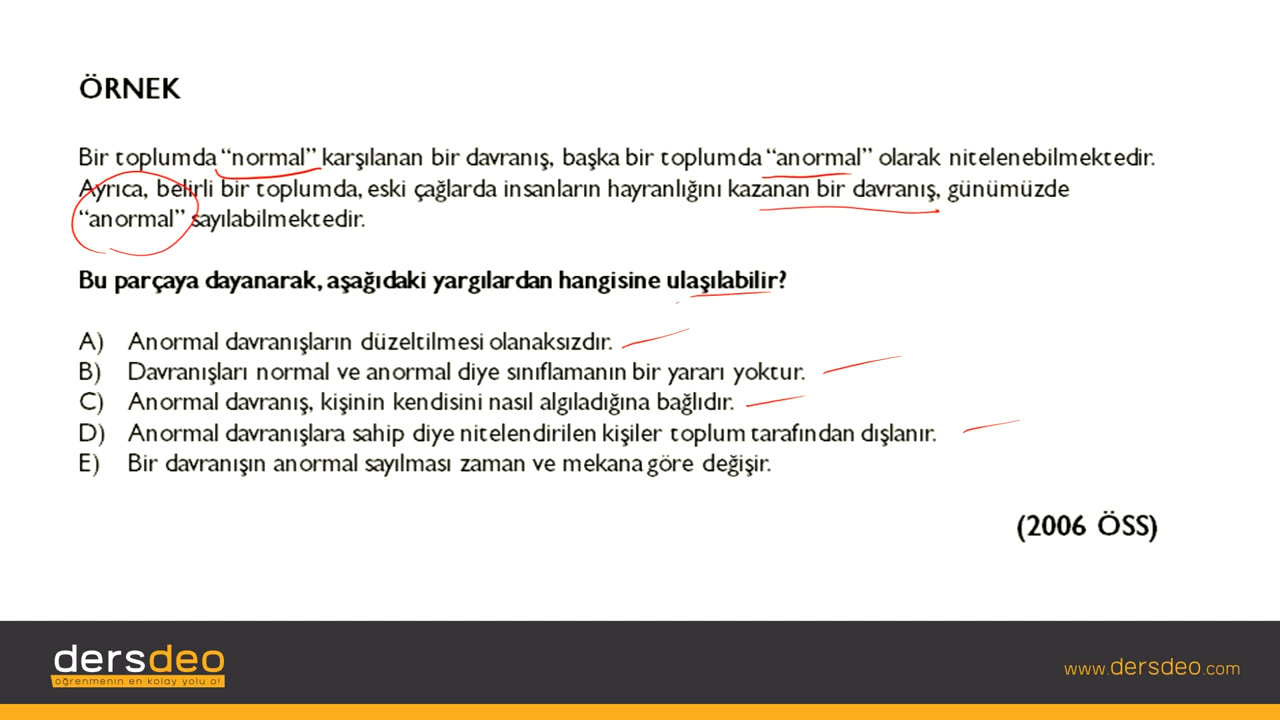 ÖRNEK
Bir toplumda “normal” karşılanan bir davranış, başka bir toplumda “anormal” olarak nitelenebilmektedir.
Ayrıca, belirli bir toplumda, eski çağlarda insanların hayranlığını kazanan bir davranış, günümüzde
“anormal” sayılabilmektedir.
Bu parçaya dayanarak, aşağıdaki yargılardan hangisine ulaşılabilir?
A) Anormal davranışların düzeltilmesi olanaksızdır.
B) Davranışları normal ve anormal diye sınıflamanın bir yararı yoktur.
C) Anormal davranış, kişinin kendisini nasıl algıladığına bağlıdır.
D) Anormal davranışlara sahip diye nitelendirilen kişiler toplum tarafından dışlanır.
E) Bir davranışın anormal sayılması zaman ve mekana göre değişir.
(2006 ÖSS)
dersdeo
öğrenmenin en kolay yolu o!
www.dersdeo.com